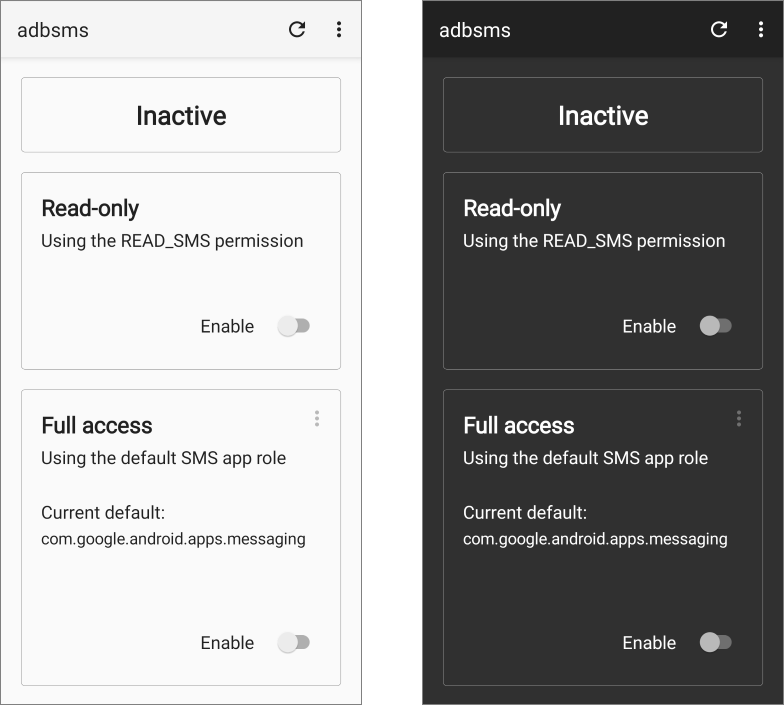 adbsms
Inactive
Read-only
Using the READ_SMS permission
Enable
Full access
Using the default SMS app role
Current default:
com.google.android.apps.messaging
Enable
adbsms
Inactive
Read-only
Using the READ_SMS permission
Enable
Full access
Using the default SMS app role
Current default:
com.google.android.apps.messaging
Enable